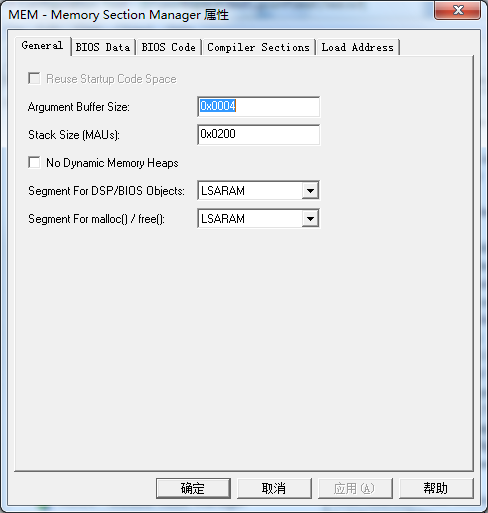 MEM - Memory Section Manager 属性
General BIOS Data BIOS Code Compiler Sections Load Address
Reuse Startup Code Space
Argument Buffer Size: 0x0004
Stack Size (MAUs): 0x0200
No Dynamic Memory Heaps
Segment For DSP/BIOS Objects: LSARAM
Segment For malloc() / free(): LSARAM
确定 取消 应用(A) 帮助